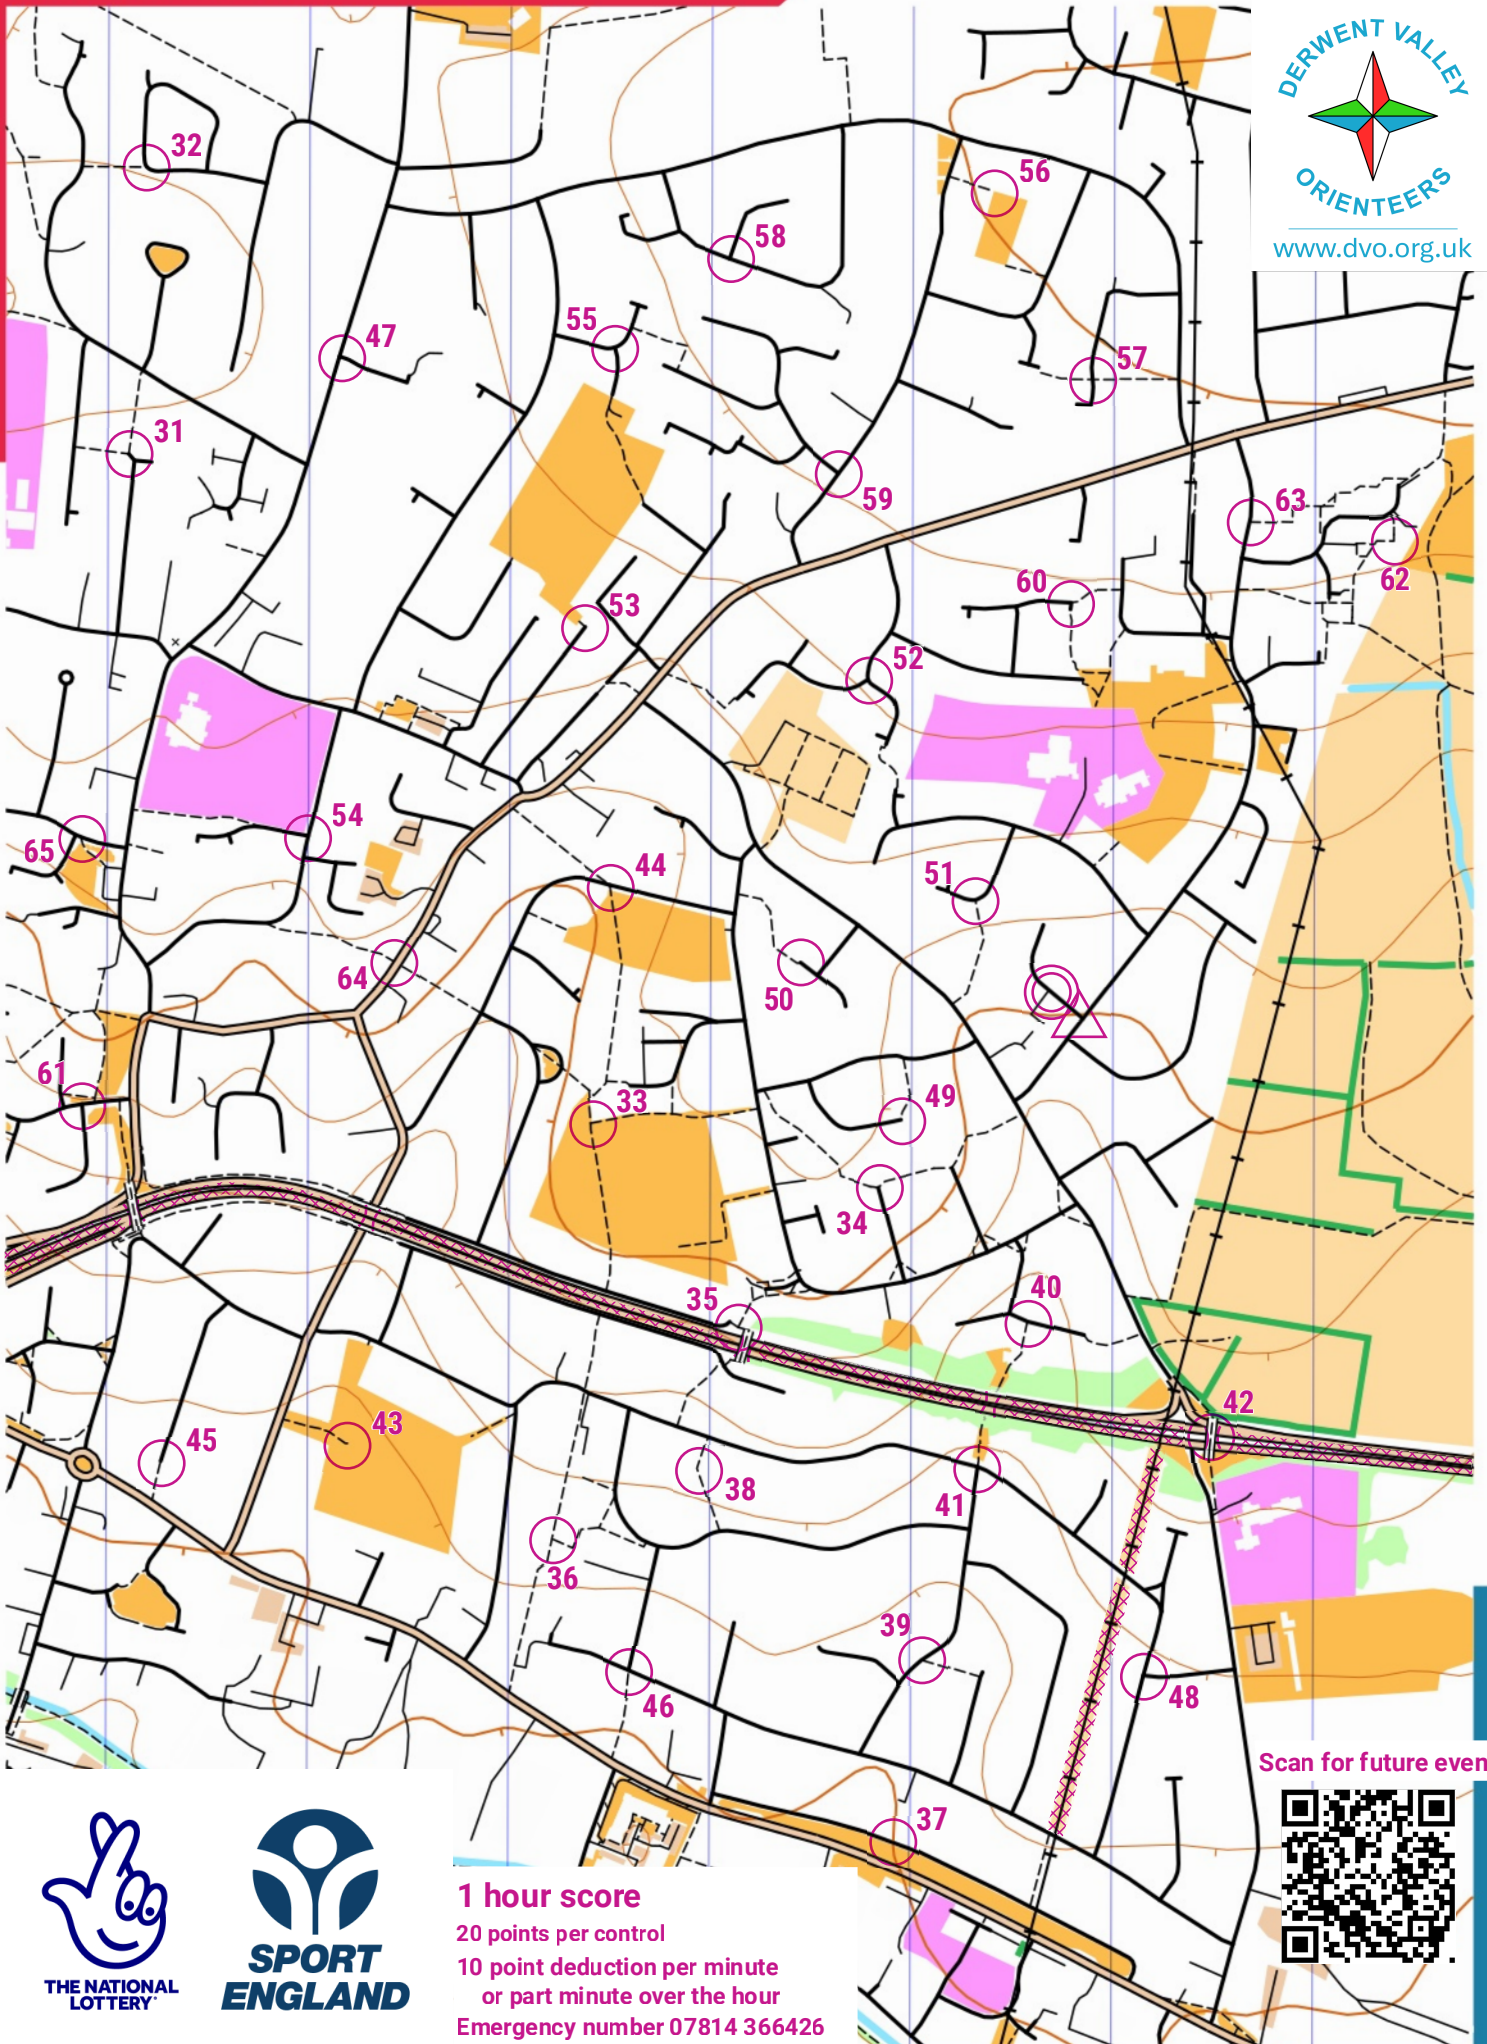 DERWENT VALLEY
ORIENTEERS
www.dvo.org.uk
32
56
58
55
47
57
31
59
63
62
60
53
52
54
65
44
51
64
50
61
33
49
34
35
40
42
43
45
38
41
36
39
46
48
37
Scan for future even
THE NATIONAL
LOTTERY
SPORT
ENGLAND
1 hour score
20 points per control
10 point deduction per minute
or part minute over the hour
Emergency number 07814 366426